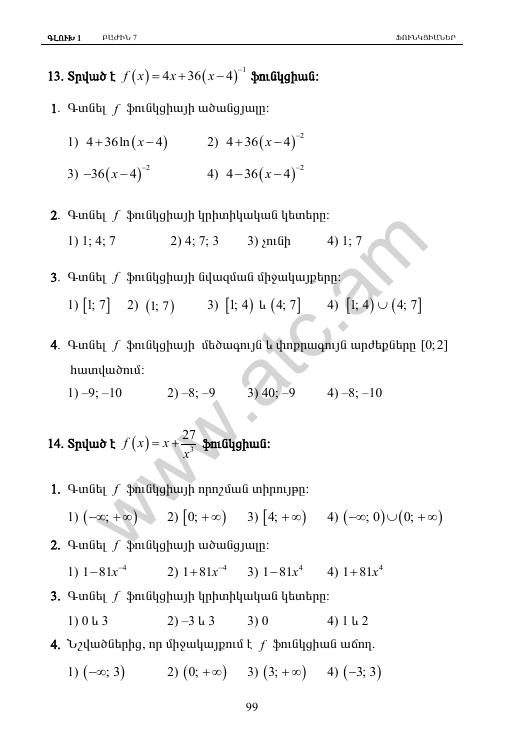 ԳԼՈՒԽ 1 ԲԱԺԻՆ 7 ՖՈՒՆԿՑԻԱՆԵՐ
13. Տրված է f(x)=4x+36(x−4)⁻¹ ֆունկցիան:
1. Գտնել f ֆունկցիայի ածանցյալը:
1) 4+36ln(x−4) 2) 4+36(x−4)⁻²
3) −36(x−4)⁻² 4) 4−36(x−4)⁻²
2. Գտնել f ֆունկցիայի կրիտիկական կետերը:
1) 1; 4; 7 2) 4; 7; 3 3) չունի 4) 1; 7
3. Գտնել f ֆունկցիայի նվազման միջակայքերը:
1) [1; 7] 2) (1; 7) 3) [1; 4) և (4; 7] 4) [1; 4)∪(4; 7]
4. Գտնել f ֆունկցիայի մեծագույն և փոքրագույն արժեքները [0;2]
հատվածում:
1) –9; –10 2) –8; –9 3) 40; –9 4) –8; –10
14. Տրված է f(x)=x+27/x³ ֆունկցիան:
1. Գտնել f ֆունկցիայի որոշման տիրույթը:
1) (−∞; +∞) 2) [0; +∞) 3) [4; +∞) 4) (−∞; 0)∪(0; +∞)
2. Գտնել f ֆունկցիայի ածանցյալը:
1) 1−81x⁻⁴ 2) 1+81x⁻⁴ 3) 1−81x⁴ 4) 1+81x⁴
3. Գտնել f ֆունկցիայի կրիտիկական կետերը:
1) 0 և 3 2) –3 և 3 3) 0 4) 1 և 2
4. Նշվածներից, որ միջակայքում է f ֆունկցիան աճող.
1) (−∞; 3) 2) (0; +∞) 3) (3; +∞) 4) (−3; 3)
99
www.atc.am